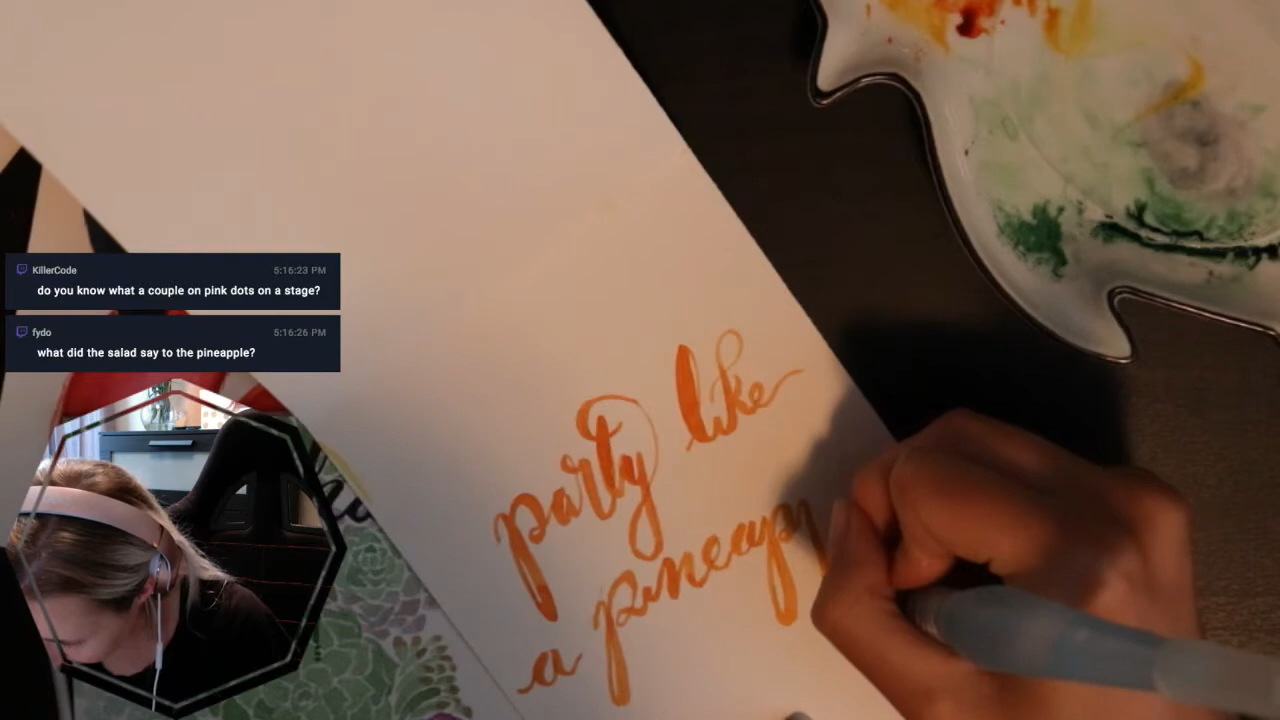 KillerCode 5:16:23 PM
do you know what a couple on pink dots on a stage?
fydo 5:16:26 PM
what did the salad say to the pineapple?
party like
a pineapp